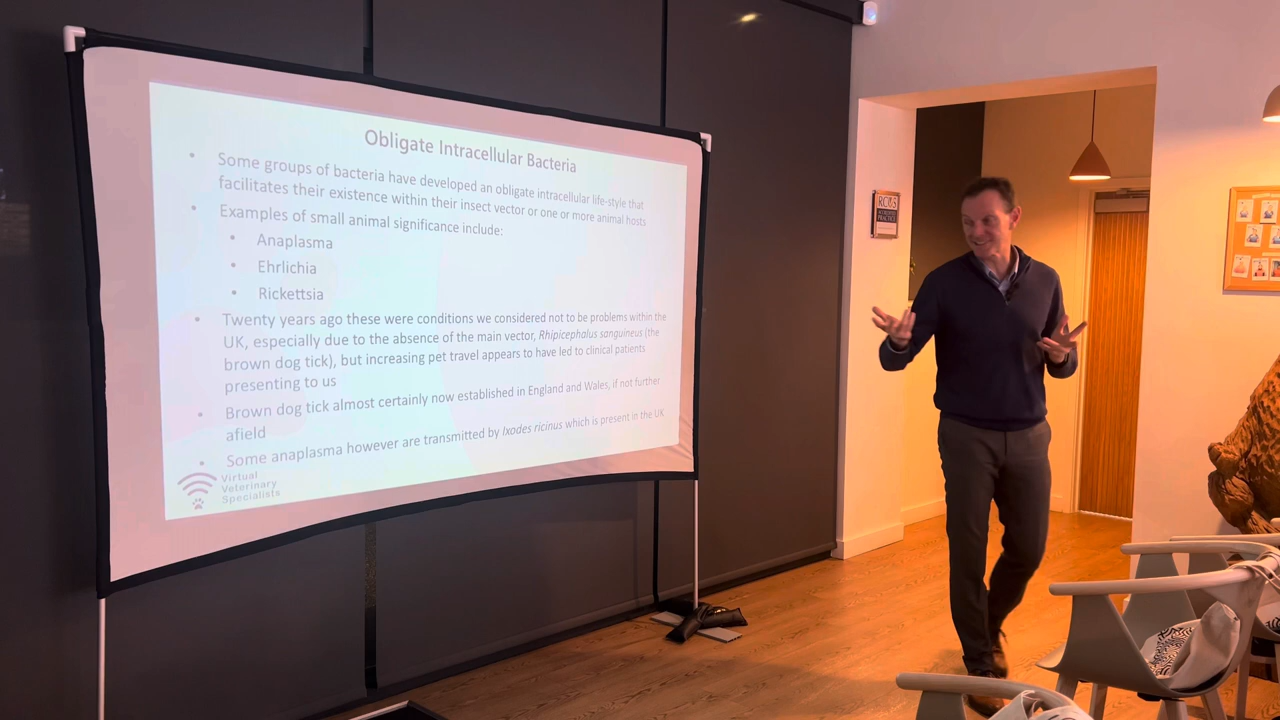 Obligate Intracellular Bacteria
• Some groups of bacteria have developed an obligate intracellular life-style that
facilitates their existence within their insect vector or one or more animal hosts
• Examples of small animal significance include:
• Anaplasma
• Ehrlichia
• Rickettsia
• Twenty years ago these were conditions we considered not to be problems within the
UK, especially due to the absence of the main vector, Rhipicephalus sanguineus (the
brown dog tick), but increasing pet travel appears to have led to clinical patients
presenting to us
• Brown dog tick almost certainly now established in England and Wales, if not further
afield
• Some anaplasma however are transmitted by Ixodes ricinus which is present in the UK
Virtual
Veterinary
Specialists
RCVS
ACCREDITED
PRACTICE